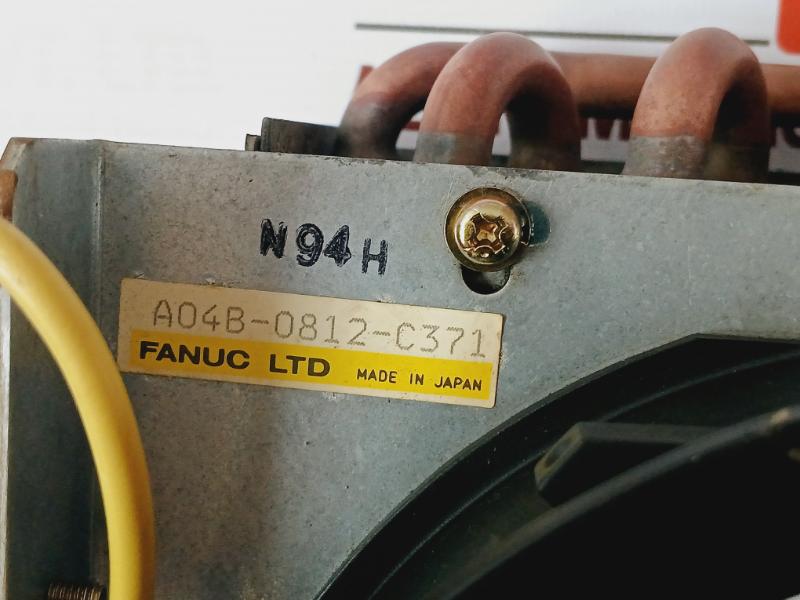 N94H
A04B-0812-C371
FANUC LTD MADE IN JAPAN